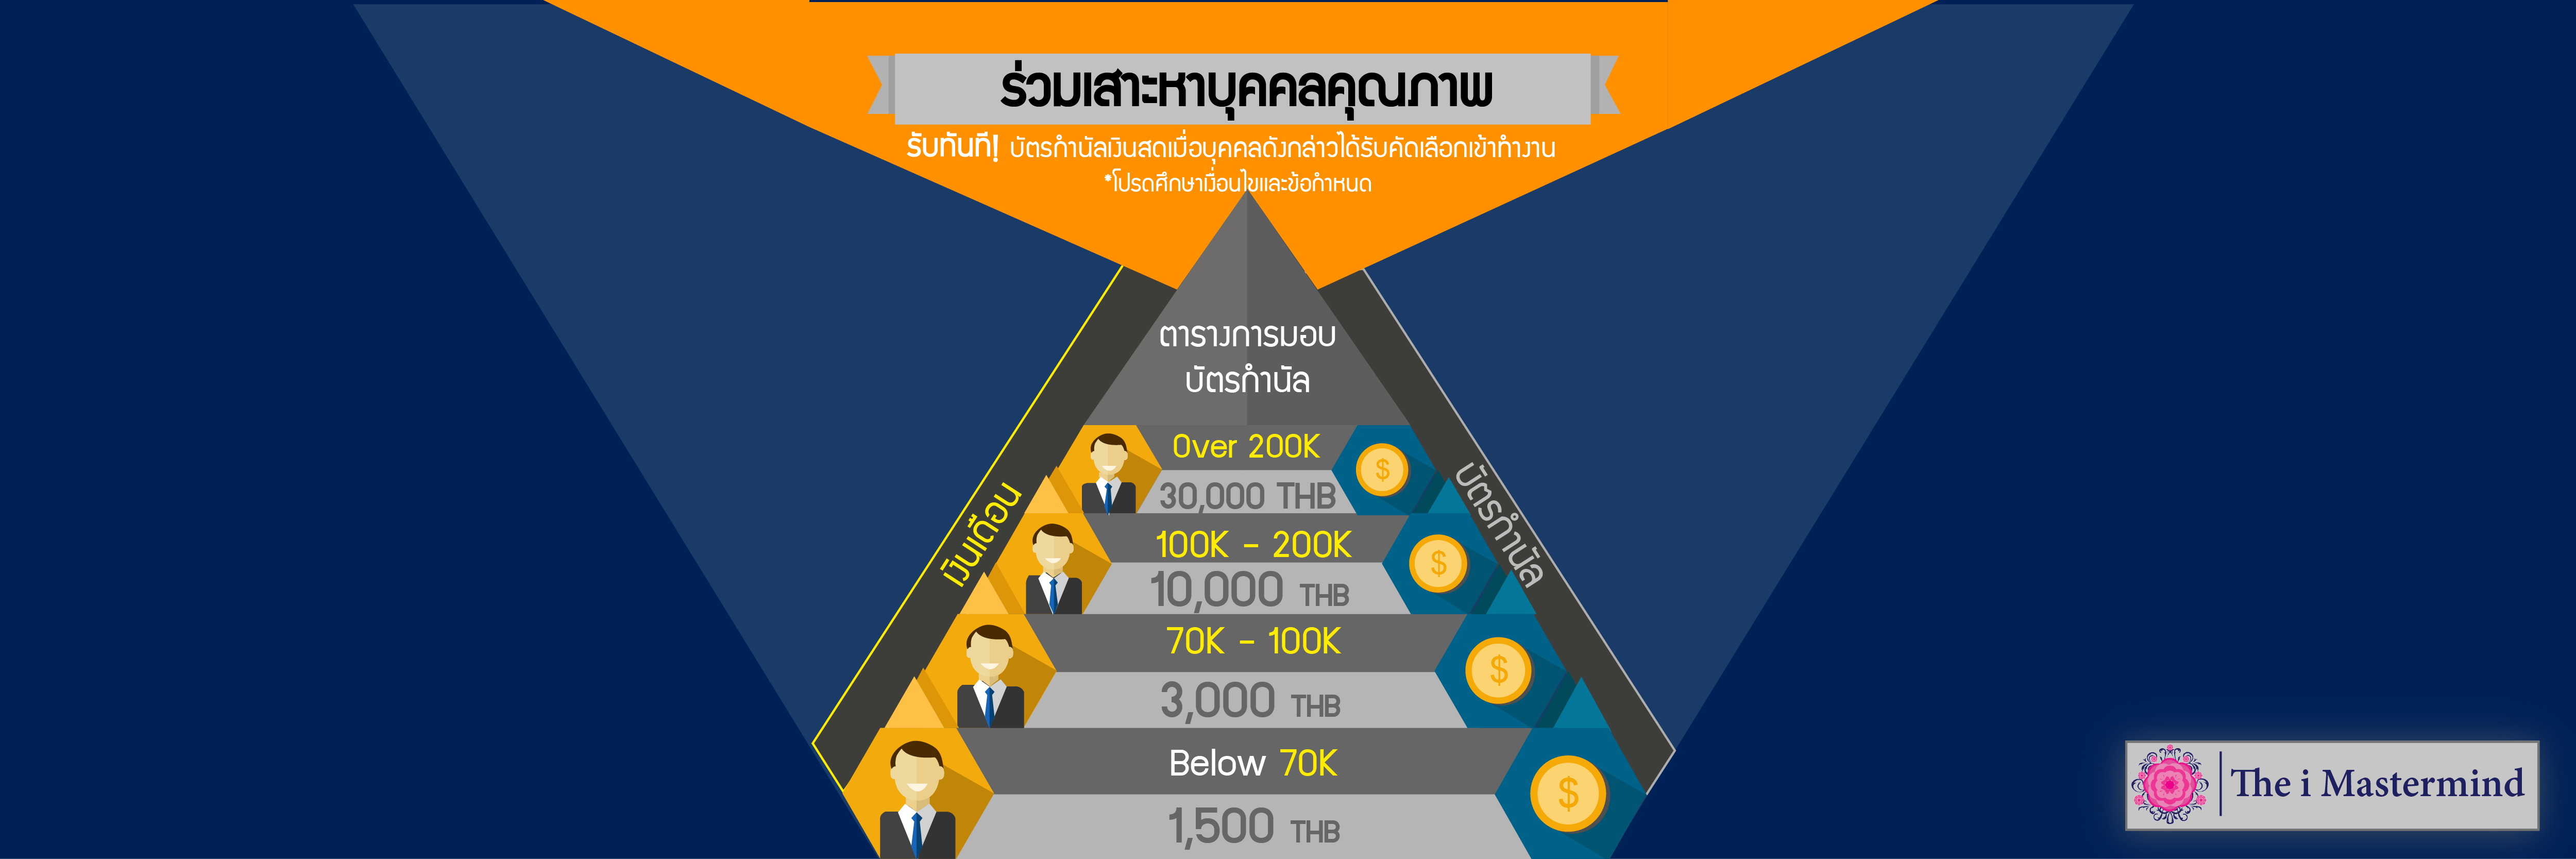 ร่วมเสาะหาบุคคลคุณภาพ
รับทันที! บัตรกำนัลเงินสดเมื่อบุคคลดังกล่าวได้รับคัดเลือกเข้าทำงาน
*โปรดศึกษาเงื่อนไขและข้อกำหนด
ตารางการมอบ
บัตรกำนัล
เงินเดือน
บัตรกำนัล
Over 200K
30,000 THB
100K - 200K
10,000 THB
70K - 100K
3,000 THB
Below 70K
1,500 THB
$
$
$
$
The i Mastermind